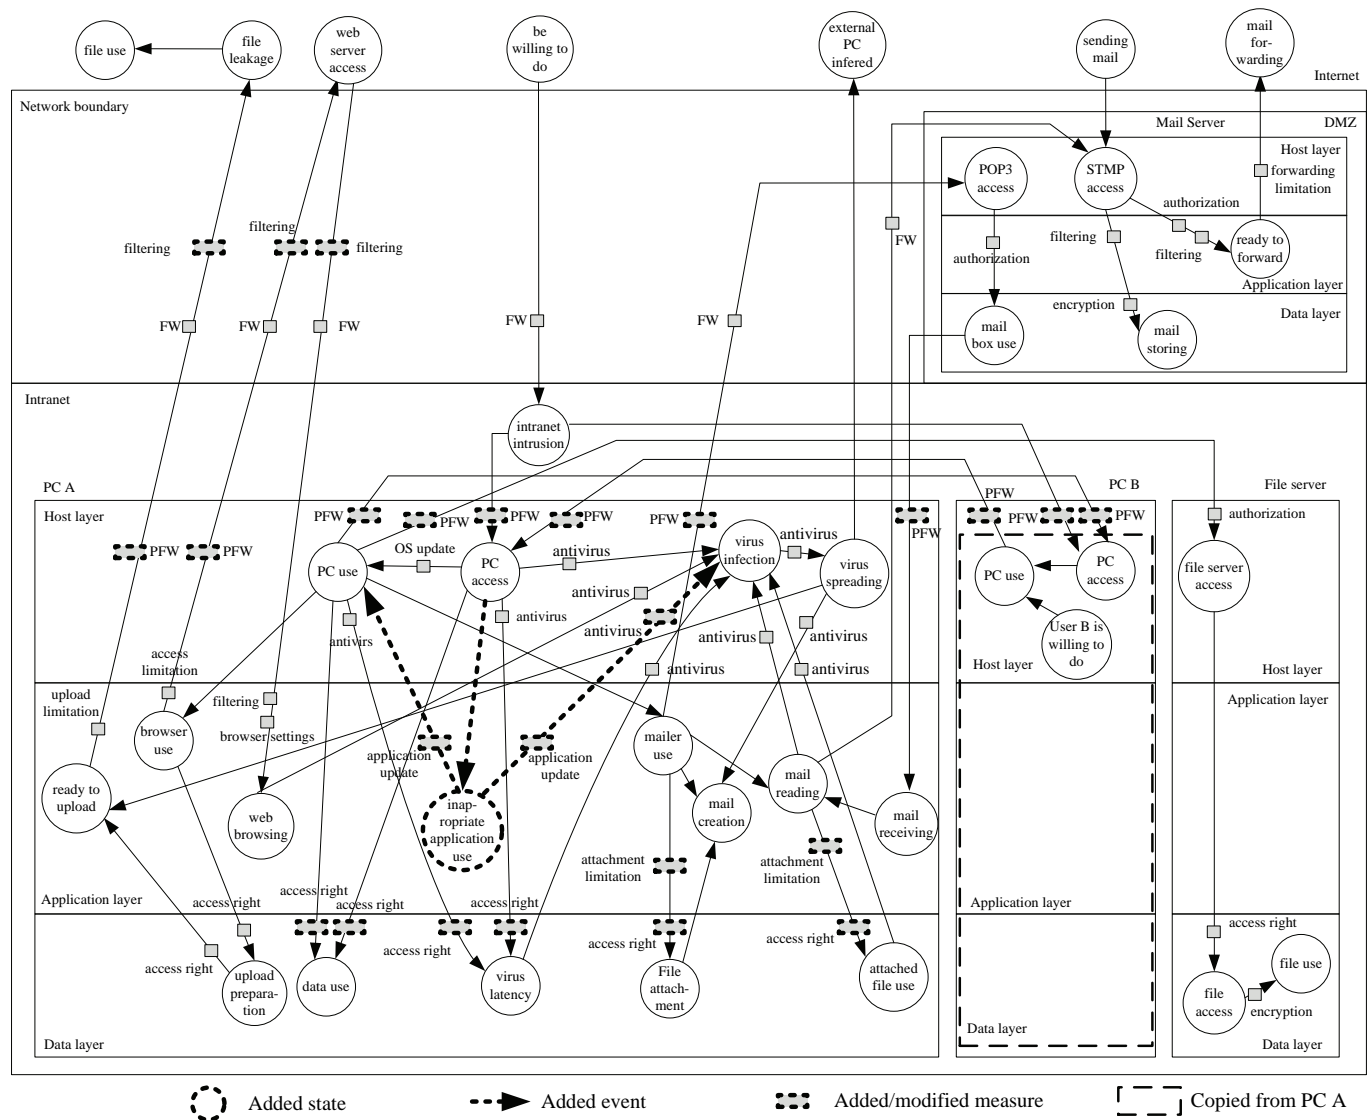 file use
file
leakage
web
server
access
be
willing to
do
external
PC
infered
sending
mail
mail
for-
warding
Internet
Network boundary
Mail Server
DMZ
Host layer
POP3
access
STMP
access
forwarding
limitation
authorization
filtering
filtering
filtering
FW
filtering
filtering
ready to
forward
authorization
Application layer
encryption
Data layer
FW
FW
FW
FW
FW
mail
box use
mail
storing
Intranet
intranet
intrusion
PC A
PC B
File server
Host layer
PFW
PFW
PFW
PFW
PFW
PFW
PFW
PFW
PFW
authorization
PFW
PFW
OS update
antivirus
virus
infection
antivirus
PC use
PC
access
virus
spreading
PC use
PC
access
file server
access
antivirs
antivirus
antivirus
antivirus
antivirus
User B is
willing to
do
access
limitation
antivirus
antivirus
Host layer
Host layer
upload
limitation
filtering
browser settings
Application layer
browser
use
application
update
application
update
mailer
use
ready to
upload
web
browsing
inap-
ropriate
application
use
mail
creation
mail
reading
mail
receiving
attachment
limitation
attachment
limitation
Application layer
access right
access right
access right
access right
Application layer
access right
access right
access right
access right
access right
upload
prepara-
tion
data use
virus
latency
File
attach-
ment
attached
file use
file use
file
access
encryption
Data layer
Data layer
Data layer
Added state
Added event
Added/modified measure
Copied from PC A